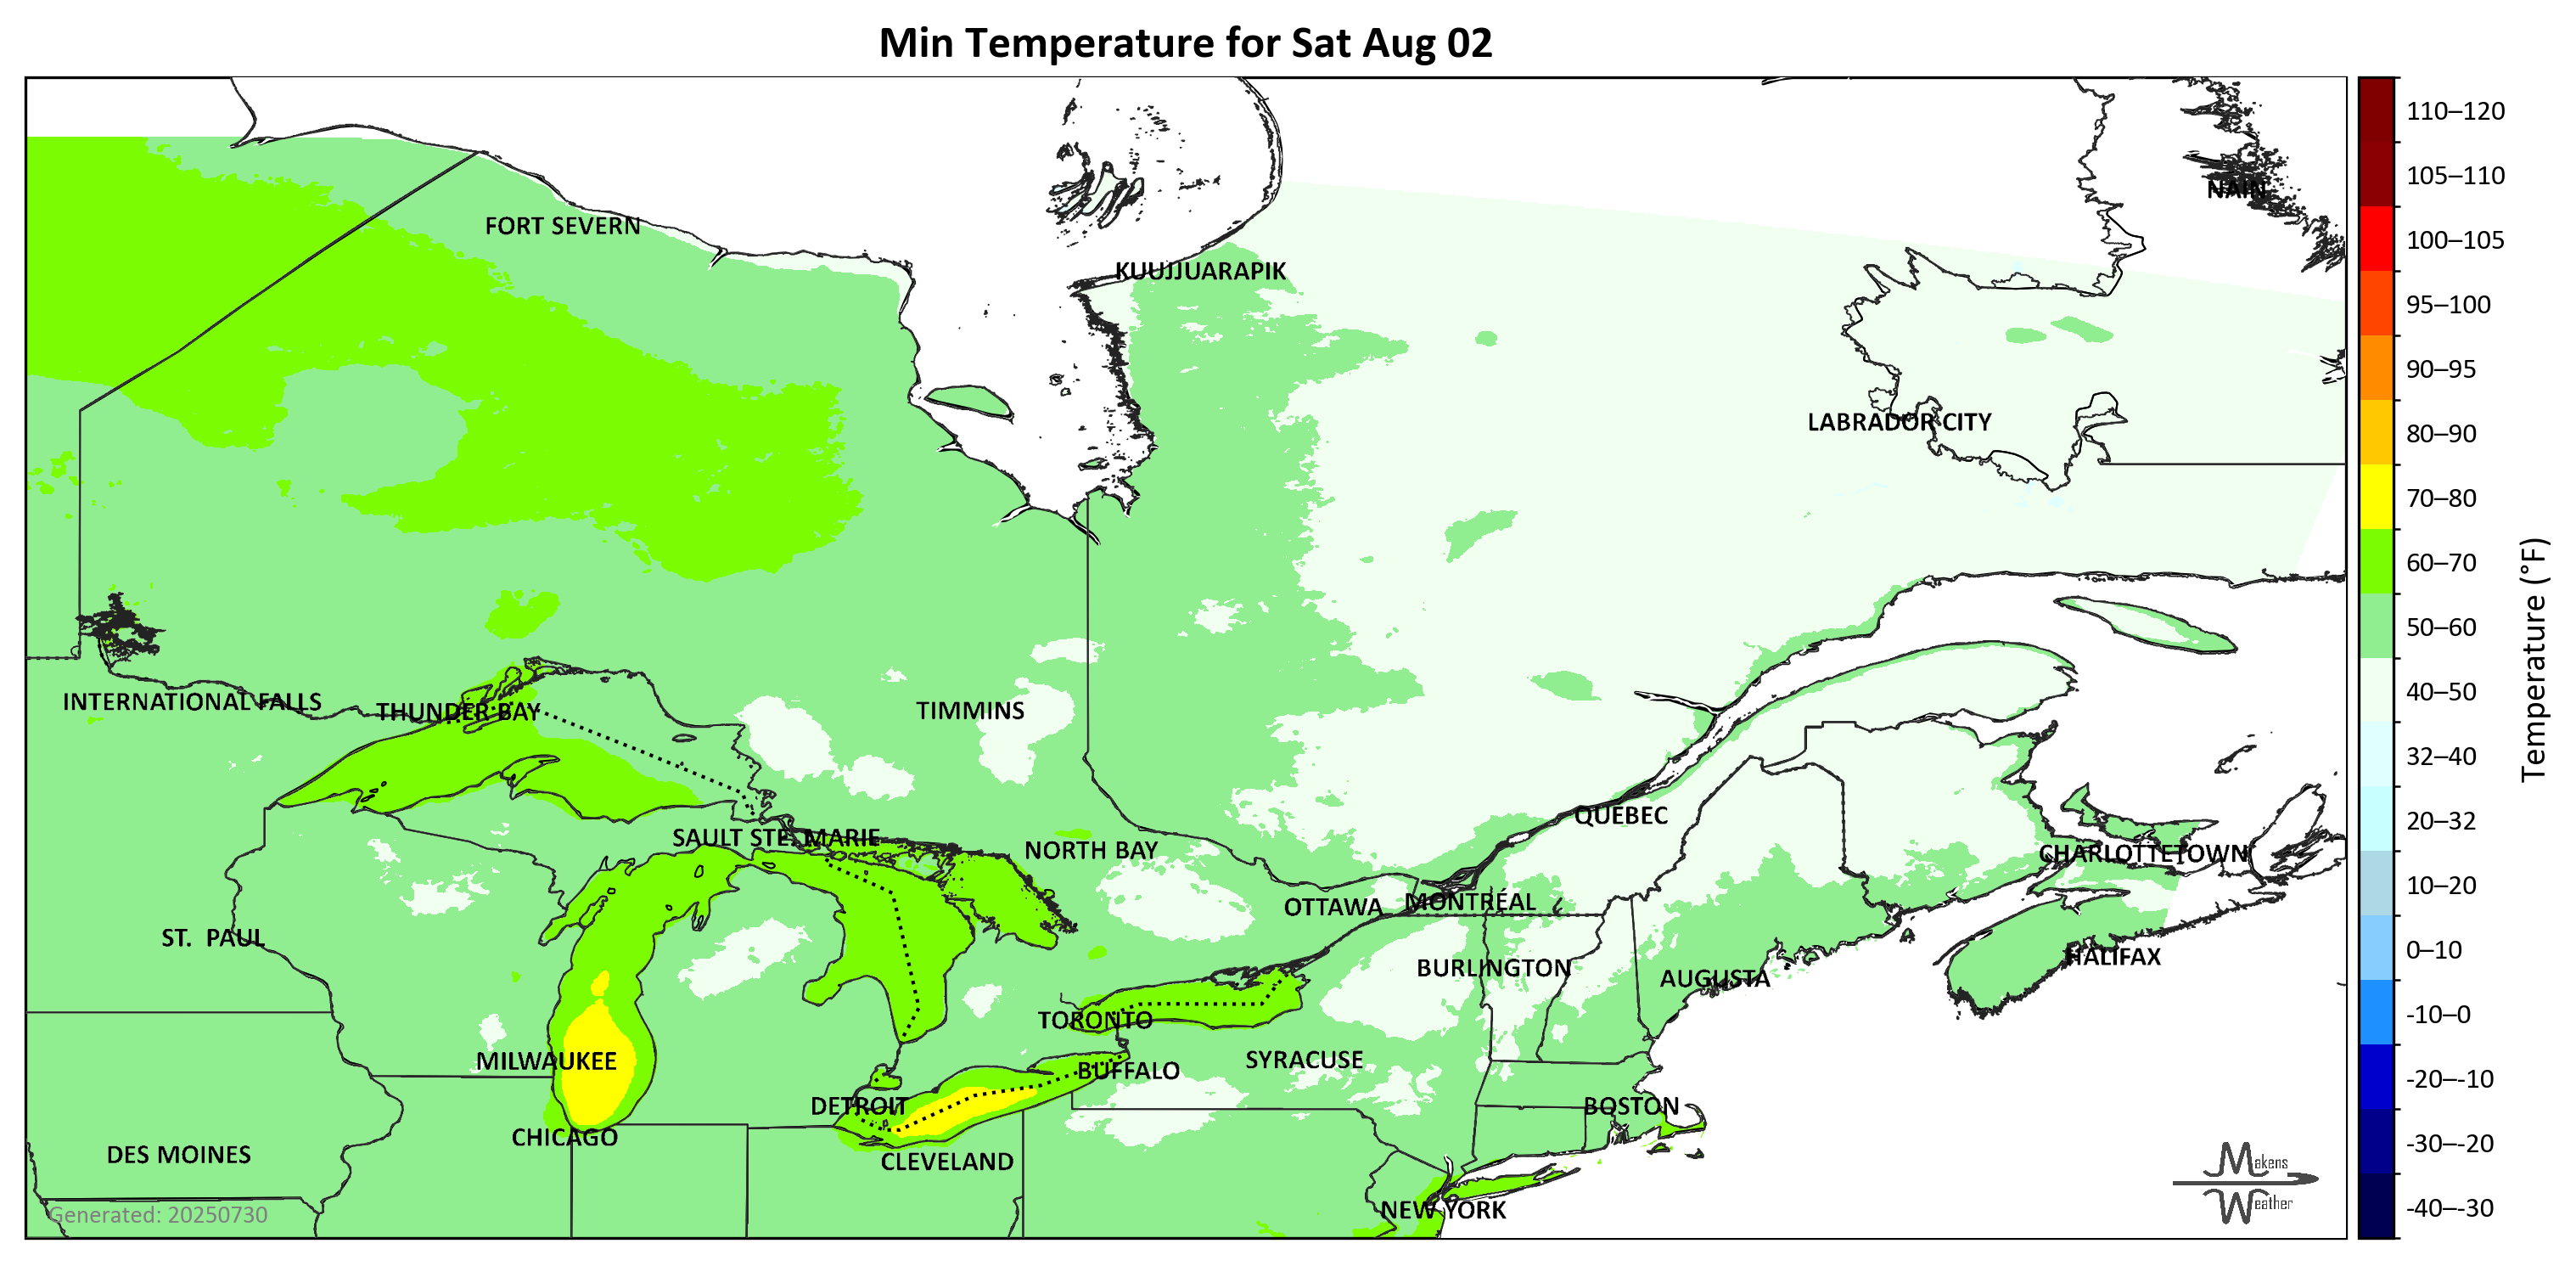 Min Temperature for Sat Aug 02
110–120
105–110
100–105
95–100
90–95
80–90
70–80
60–70
50–60
40–50
32–40
20–32
10–20
0–10
-10–0
-20–-10
-30–-20
-40–-30
Temperature (°F)
NAIN
FORT SEVERN
KUUJJUARAPIK
LABRADOR CITY
INTERNATIONAL FALLS
THUNDER BAY
TIMMINS
QUÉBEC
SAULT STE. MARIE
NORTH BAY
CHARLOTTETOWN
OTTAWA
MONTRÉAL
ST. PAUL
HALIFAX
BURLINGTON
AUGUSTA
TORONTO
MILWAUKEE
SYRACUSE
BUFFALO
DETROIT
BOSTON
CHICAGO
DES MOINES
CLEVELAND
NEW YORK
Generated: 20250730
Makens
Weather